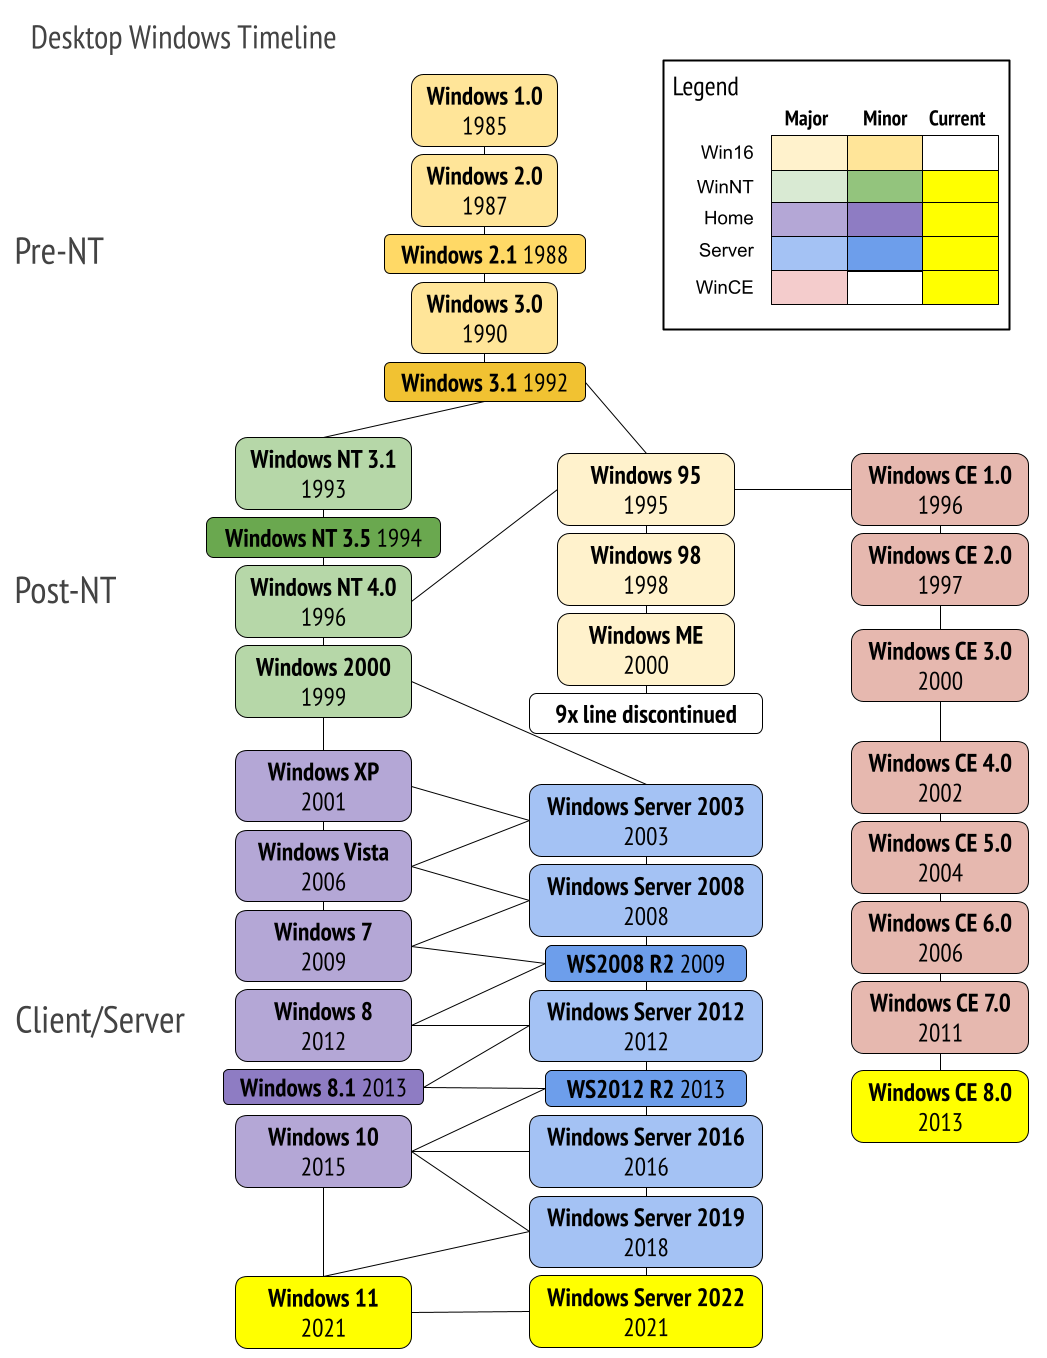 Desktop Windows Timeline
Legend
Major Minor Current
Win16
WinNT
Home
Server
WinCE
Pre-NT
Windows 1.0
1985
Windows 2.0
1987
Windows 2.1 1988
Windows 3.0
1990
Windows 3.1 1992
Post-NT
Windows NT 3.1
1993
Windows NT 3.5 1994
Windows NT 4.0
1996
Windows 2000
1999
Windows 95
1995
Windows 98
1998
Windows ME
2000
9x line discontinued
Windows CE 1.0
1996
Windows CE 2.0
1997
Windows CE 3.0
2000
Windows CE 4.0
2002
Windows CE 5.0
2004
Windows CE 6.0
2006
Windows CE 7.0
2011
Windows CE 8.0
2013
Client/Server
Windows XP
2001
Windows Vista
2006
Windows 7
2009
Windows 8
2012
Windows 8.1 2013
Windows 10
2015
Windows 11
2021
Windows Server 2003
2003
Windows Server 2008
2008
WS2008 R2 2009
Windows Server 2012
2012
WS2012 R2 2013
Windows Server 2016
2016
Windows Server 2019
2018
Windows Server 2022
2021